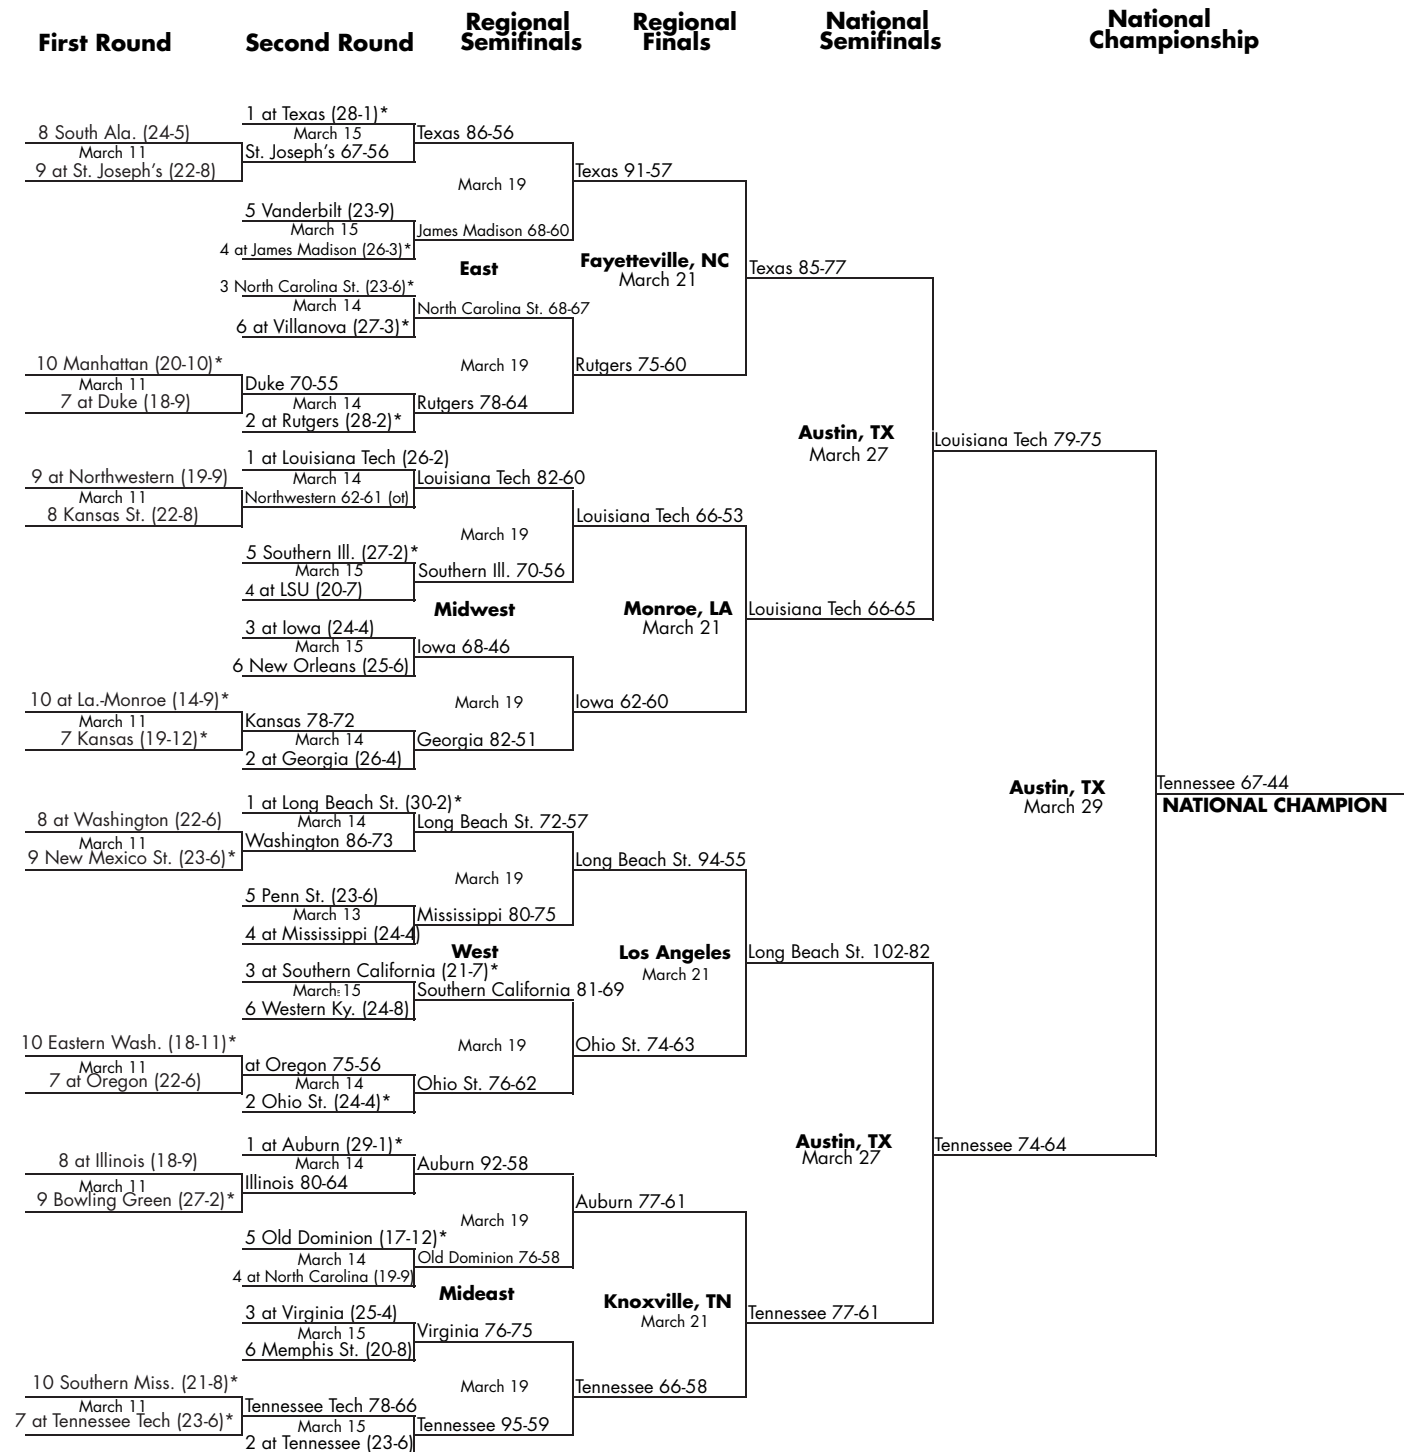 First Round
Second Round
Regional
Semifinals
Regional
Finals
National
Semifinals
National
Championship
8 South Ala. (24-5)
March 11
9 at St. Joseph's (22-8)
10 Manhattan (20-10)*
March 11
7 at Duke (18-9)
9 at Northwestern (19-9)
March 11
8 Kansas St. (22-8)
10 at La.-Monroe (14-9)*
March 11
7 Kansas (19-12)*
8 at Washington (22-6)
March 11
9 New Mexico St. (23-6)*
10 Eastern Wash. (18-11)*
March 11
7 at Oregon (22-6)
8 at Illinois (18-9)
March 11
9 Bowling Green (27-2)*
10 Southern Miss. (21-8)*
March 11
7 at Tennessee Tech (23-6)*
1 at Texas (28-1)*
March 15
St. Joseph's 67-56
5 Vanderbilt (23-9)
March 15
4 at James Madison (26-3)*
3 North Carolina St. (23-6)*
March 14
6 at Villanova (27-3)*
Duke 70-55
March 14
2 at Rutgers (28-2)*
1 at Louisiana Tech (26-2)
March 14
Northwestern 62-61 (ot)
5 Southern Ill. (27-2)*
March 15
4 at LSU (20-7)
3 at Iowa (24-4)
March 15
6 New Orleans (25-6)
Kansas 78-72
March 14
2 at Georgia (26-4)
1 at Long Beach St. (30-2)*
March 14
Washington 86-73
5 Penn St. (23-6)
March 13
4 at Mississippi (24-4)
3 at Southern California (21-7)*
March 15
6 Western Ky. (24-8)
at Oregon 75-56
March 14
2 Ohio St. (24-4)*
1 at Auburn (29-1)*
March 14
Illinois 80-64
5 Old Dominion (17-12)*
March 14
4 at North Carolina (19-9)
3 at Virginia (25-4)
March 15
6 Memphis St. (20-8)
Tennessee Tech 78-66
March 15
2 at Tennessee (23-6)
Texas 86-56
March 19
James Madison 68-60
East
North Carolina St. 68-67
March 19
Rutgers 78-64
Louisiana Tech 82-60
March 19
Southern Ill. 70-56
Midwest
Iowa 68-46
March 19
Georgia 82-51
Long Beach St. 72-57
March 19
Mississippi 80-75
West
Southern California 81-69
March 19
Ohio St. 76-62
Auburn 92-58
March 19
Old Dominion 76-58
Mideast
Virginia 76-75
March 19
Tennessee 95-59
Texas 91-57
Fayetteville, NC
March 21
Rutgers 75-60
Louisiana Tech 66-53
Monroe, LA
March 21
Iowa 62-60
Long Beach St. 94-55
Los Angeles
March 21
Ohio St. 74-63
Auburn 77-61
Knoxville, TN
March 21
Tennessee 66-58
Texas 85-77
Austin, TX
March 27
Louisiana Tech 66-65
Long Beach St. 102-82
Austin, TX
March 27
Tennessee 77-61
Louisiana Tech 79-75
Austin, TX
March 29
Tennessee 74-64
Tennessee 67-44
NATIONAL CHAMPION